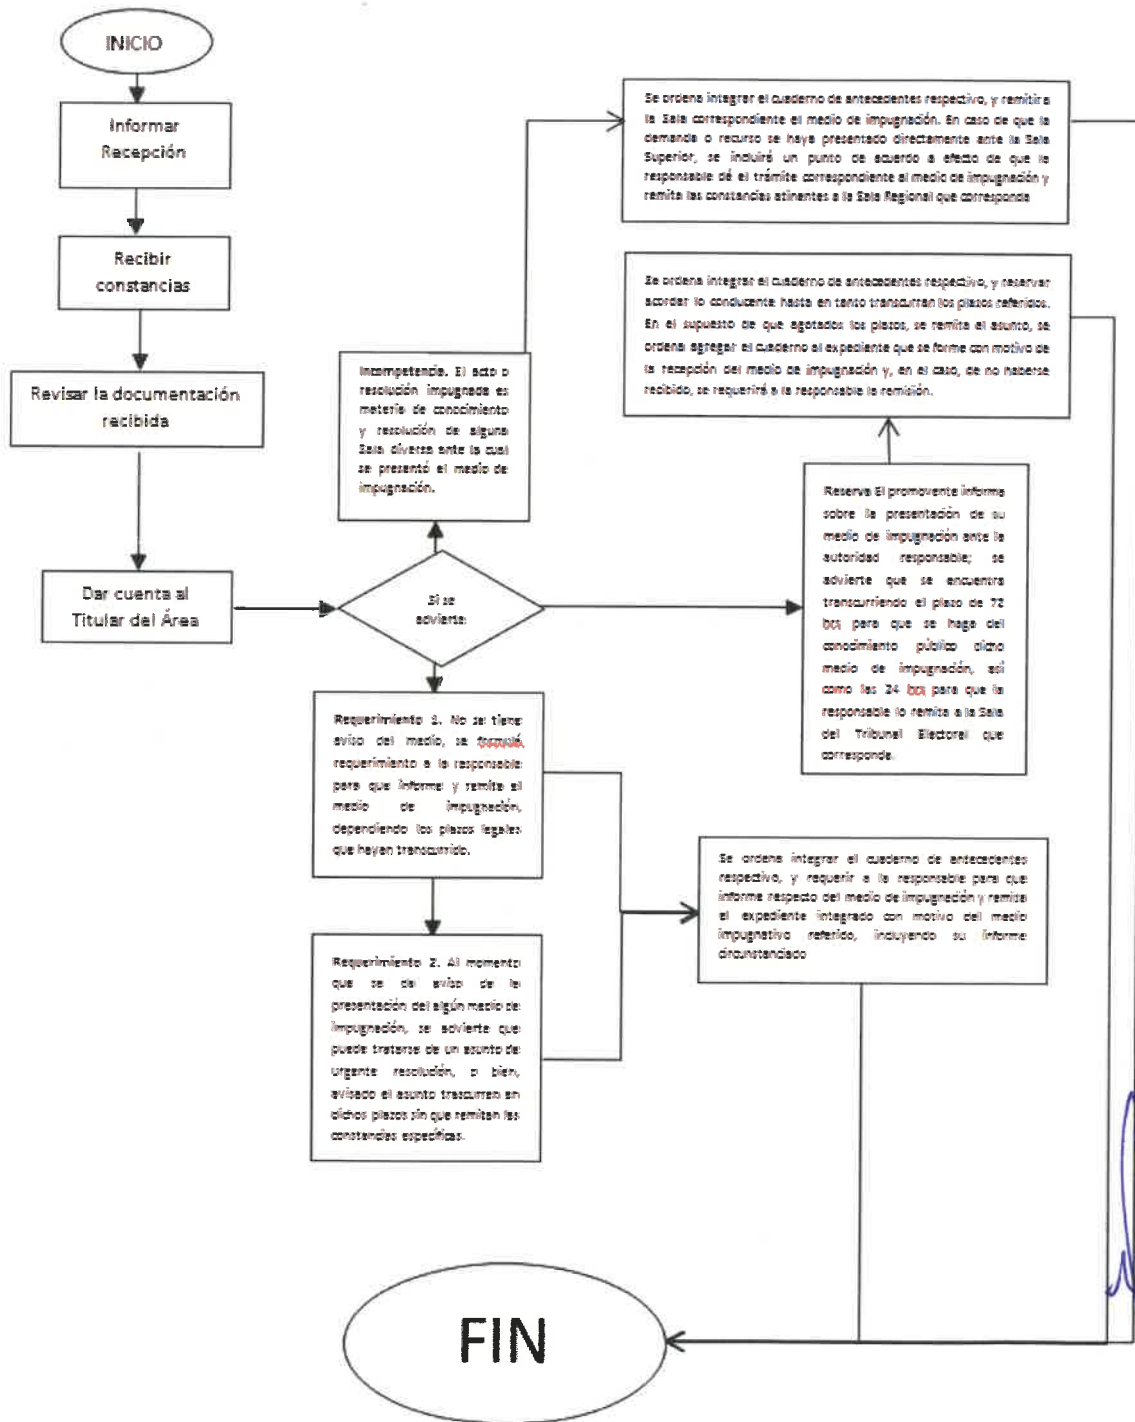 INICIO
Informar
Recepción
Recibir
constancias
Revisar la documentación
recibida
Dar cuenta al
Titular del Área
Si se
advierte:
Incompetencia. El acto o
resolución impugnada es
materia de conocimiento
y resolución de alguna
Sala diversa ante la cual
se presentó el medio de
impugnación.
Se ordena integrar el cuaderno de antecedentes respectivo, y remitir a
la Sala correspondiente el medio de impugnación. En caso de que la
demanda o recurso se haya presentado directamente ante la Sala
Superior, se incluirá un punto de acuerdo a efecto de que la
responsable dé el trámite correspondiente al medio de impugnación y
remita las constancias atinentes a la Sala Regional que corresponda
Se ordena integrar el cuaderno de antecedentes respectivo, y reservar
acordar lo conducente hasta en tanto transcurran los plazos referidos.
En el supuesto de que agotados los plazos, se remita el asunto, se
ordena agregar el cuaderno al expediente que se forme con motivo de
la recepción del medio de impugnación y, en el caso, de no haberse
recibido, se requerirá a la responsable la remisión.
Reserva El promovente informa
sobre la presentación de su
medio de impugnación ante la
autoridad responsable; se
advierte que se encuentra
transcurriendo el plazo de 72
hrs para que se haga del
conocimiento público dicho
medio de impugnación, así
como las 24 hrs para que la
responsable lo remita a la Sala
del Tribunal Electoral que
corresponde.
Requerimiento 1. No se tiene
aviso del medio, se formula
requerimiento a la responsable
para que informe y remita el
medio de impugnación,
dependiendo los plazos legales
que hayan transcurrido.
Requerimiento 2. Al momento
que se da aviso de la
presentación del algún medio de
impugnación, se advierte que
puede tratarse de un asunto de
urgente resolución, o bien,
avisado el asunto trascurren en
dichos plazos sin que remitan las
constancias específicas.
Se ordena integrar el cuaderno de antecedentes
respectivo, y requerir a la responsable para que
informe respecto del medio de impugnación y remita
el expediente integrado con motivo del medio
impugnativo referido, incluyendo su informe
circunstanciado
FIN